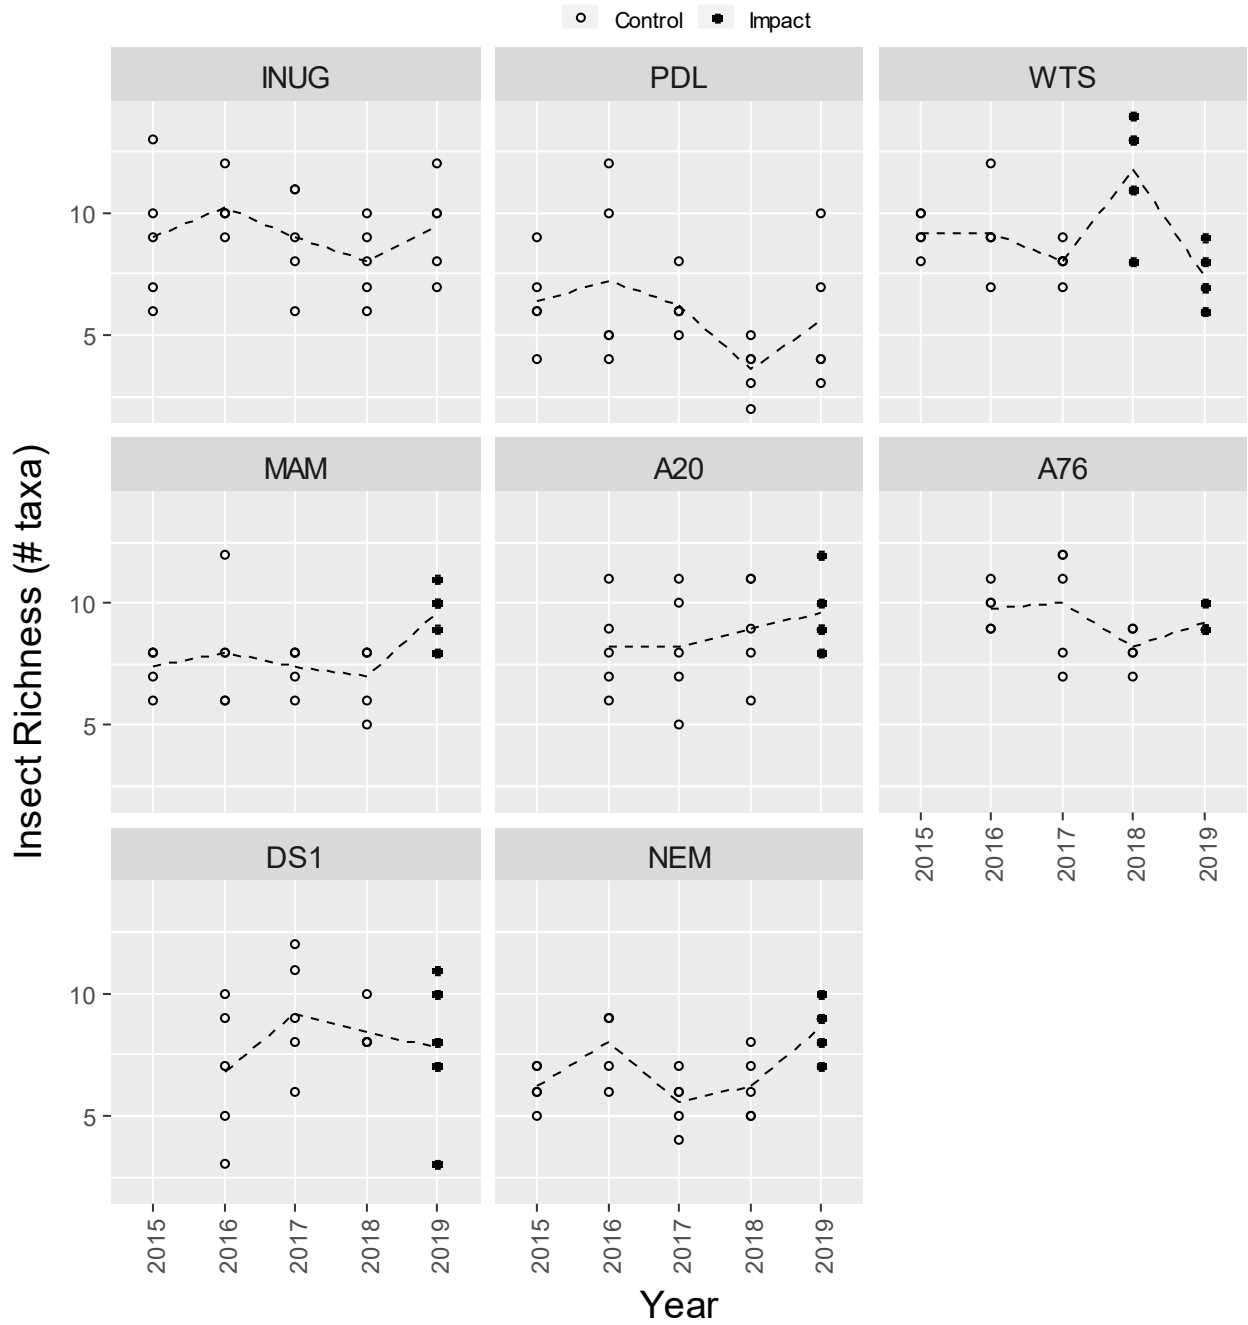 Control Impact
INUG PDL WTS
10
5
MAM A20 A76
10
5
2015 2016 2017 2018 2019
DS1 NEM
10
5
2015 2016 2017 2018 2019 2015 2016 2017 2018 2019
Year
Insect Richness (# taxa)